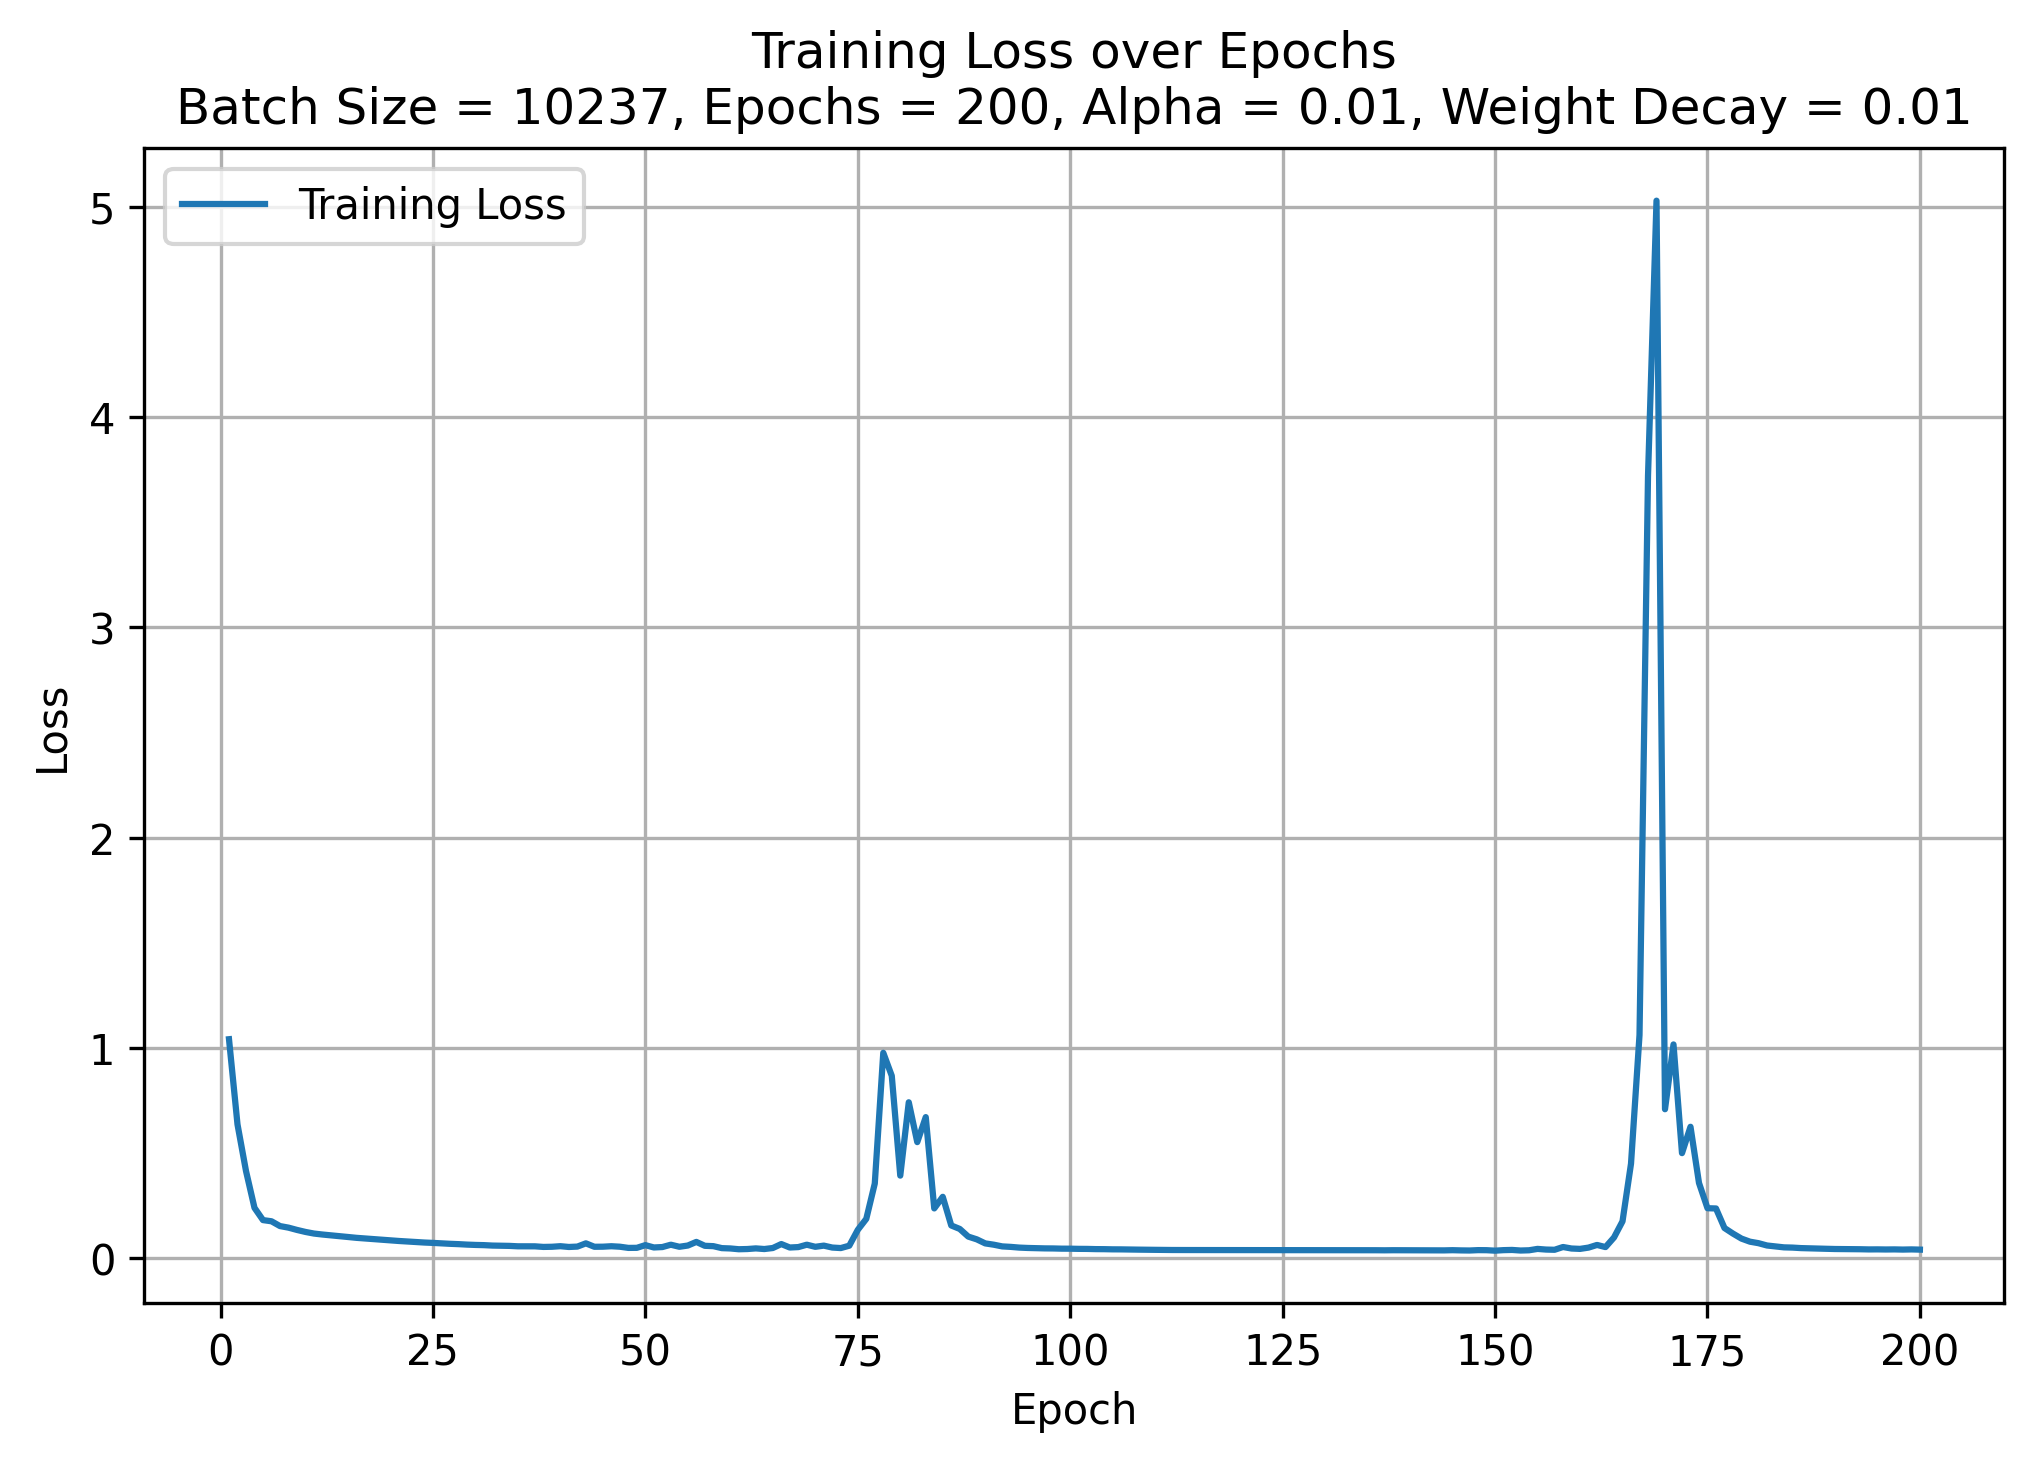 Training Loss over Epochs
Batch Size = 10237, Epochs = 200, Alpha = 0.01, Weight Decay = 0.01
Training Loss
5
4
3
2
1
0
Loss
0 25 50 75 100 125 150 175 200
Epoch